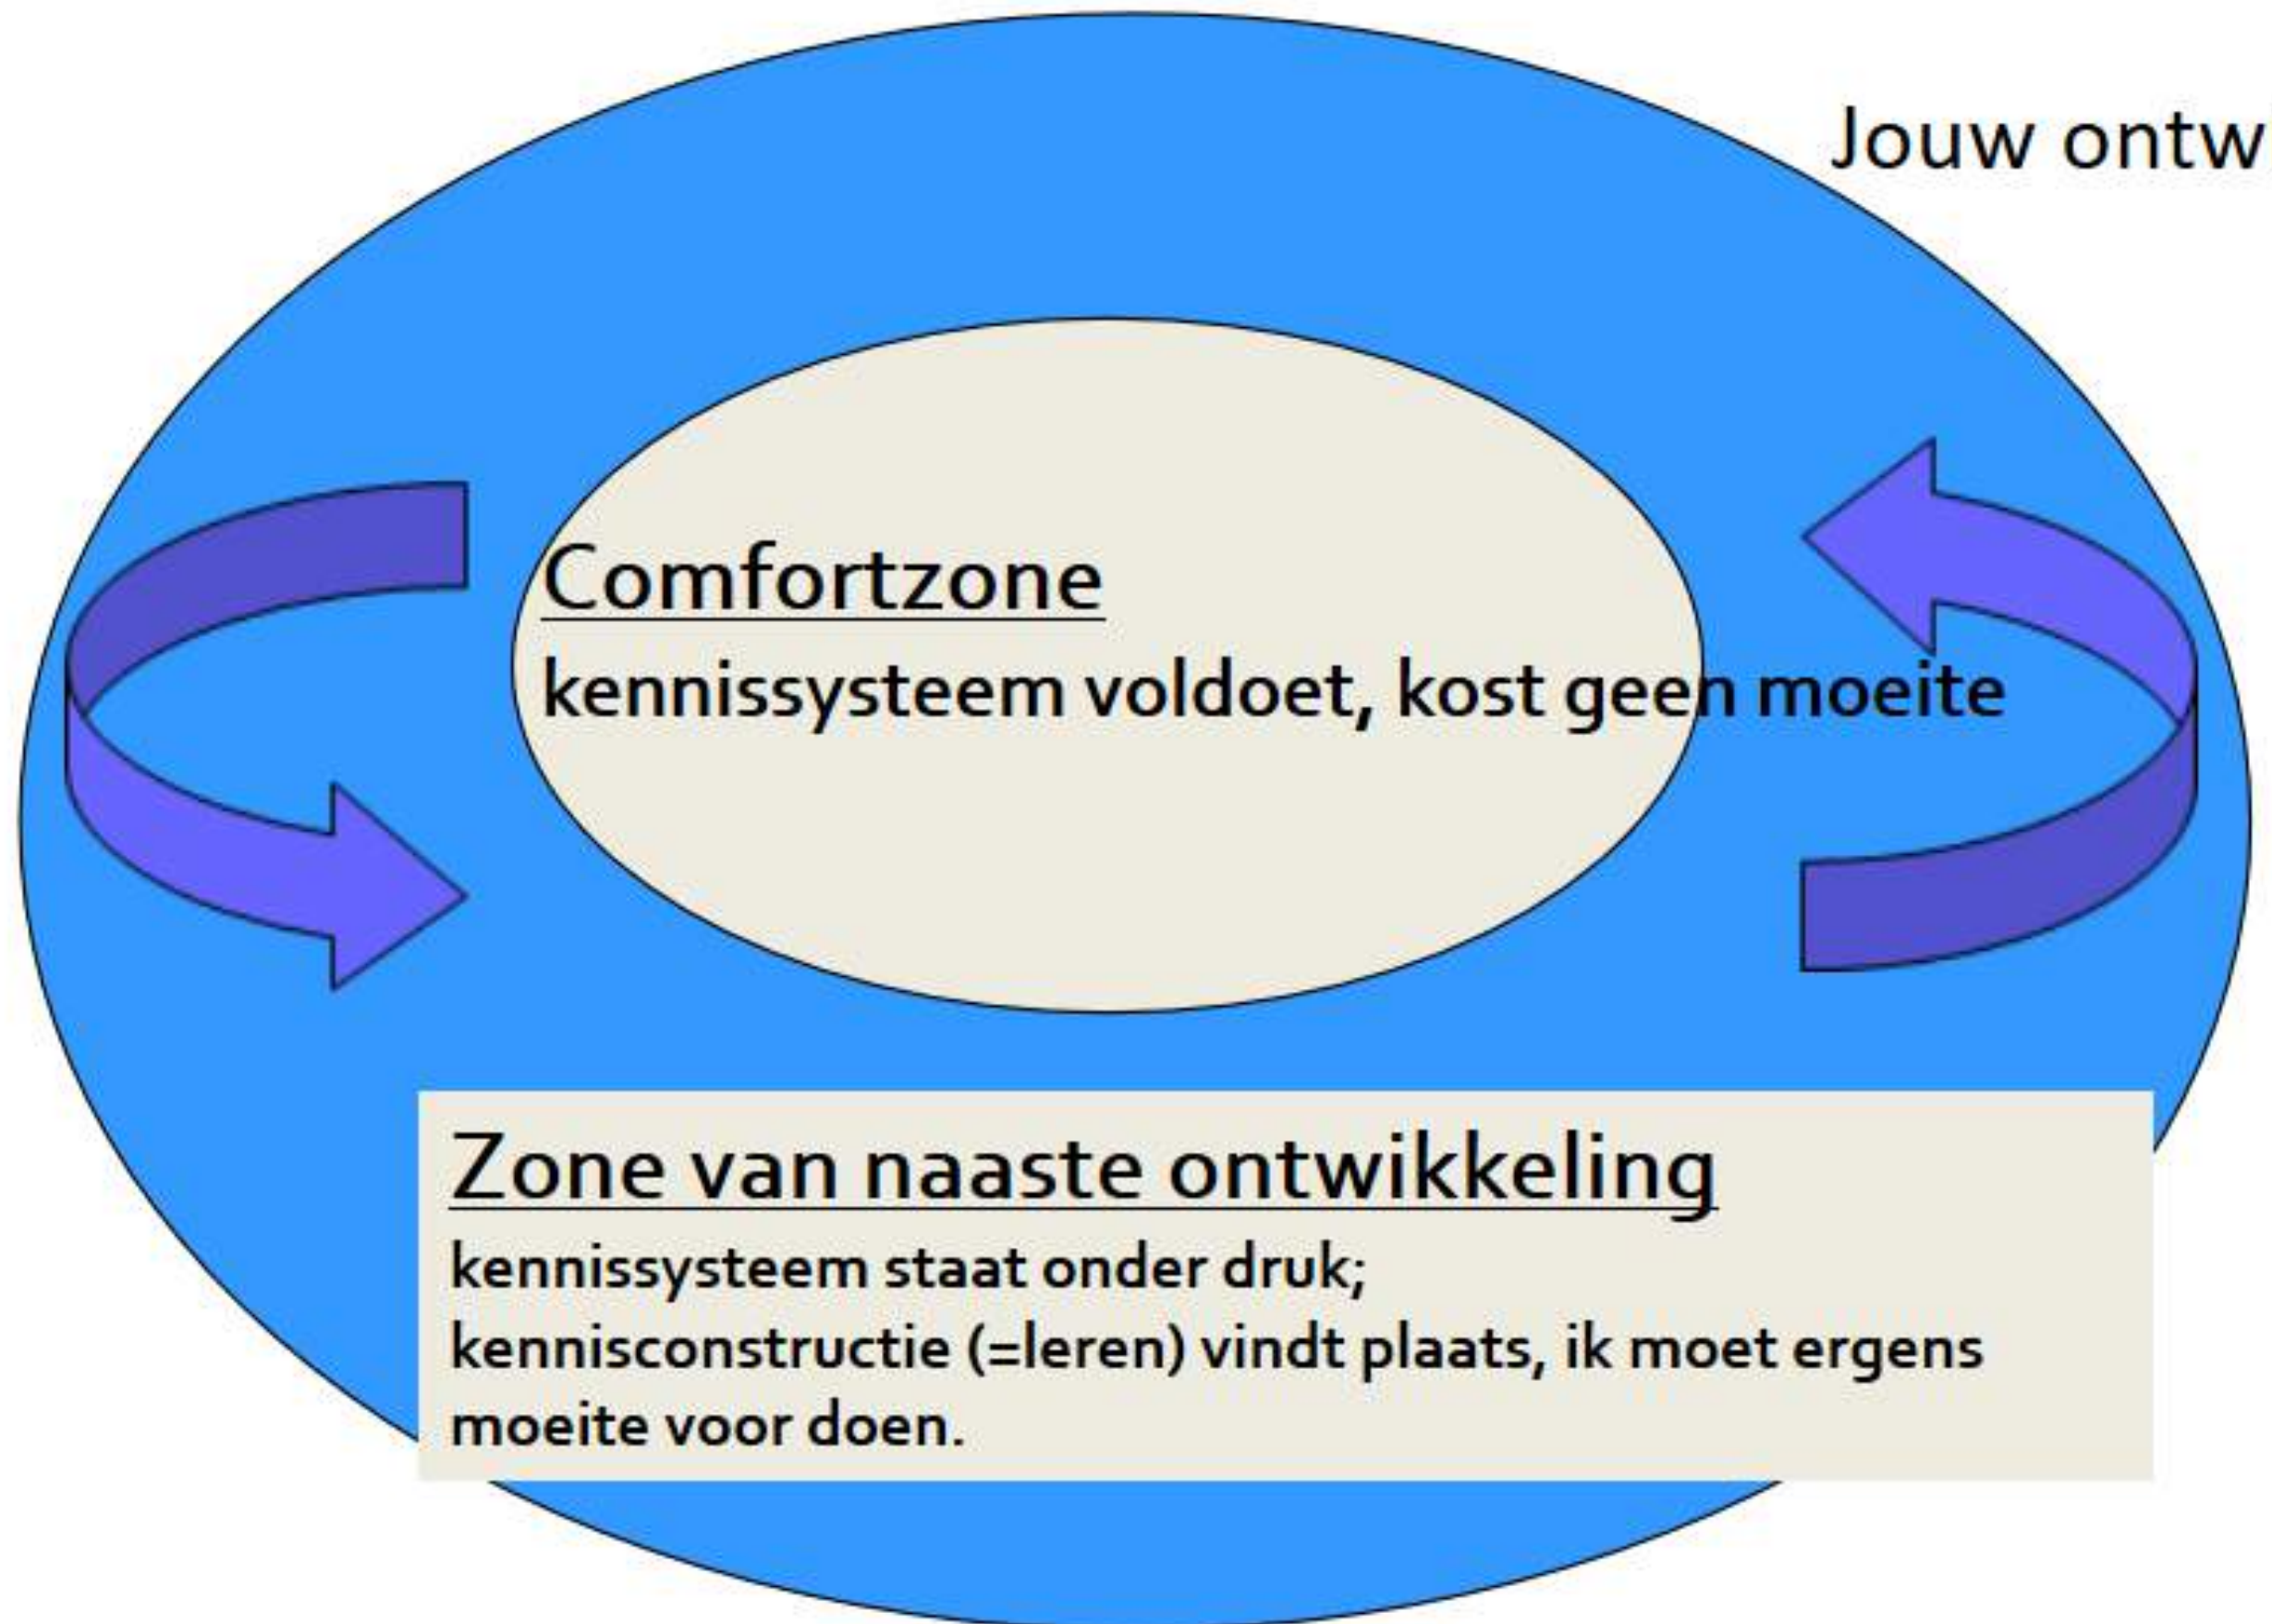 Jouw ontw
Comfortzone
kennissysteem voldoet, kost geen moeite
Zone van naaste ontwikkeling
kennissysteem staat onder druk;
kennisconstructie (=leren) vindt plaats, ik moet ergens
moeite voor doen.